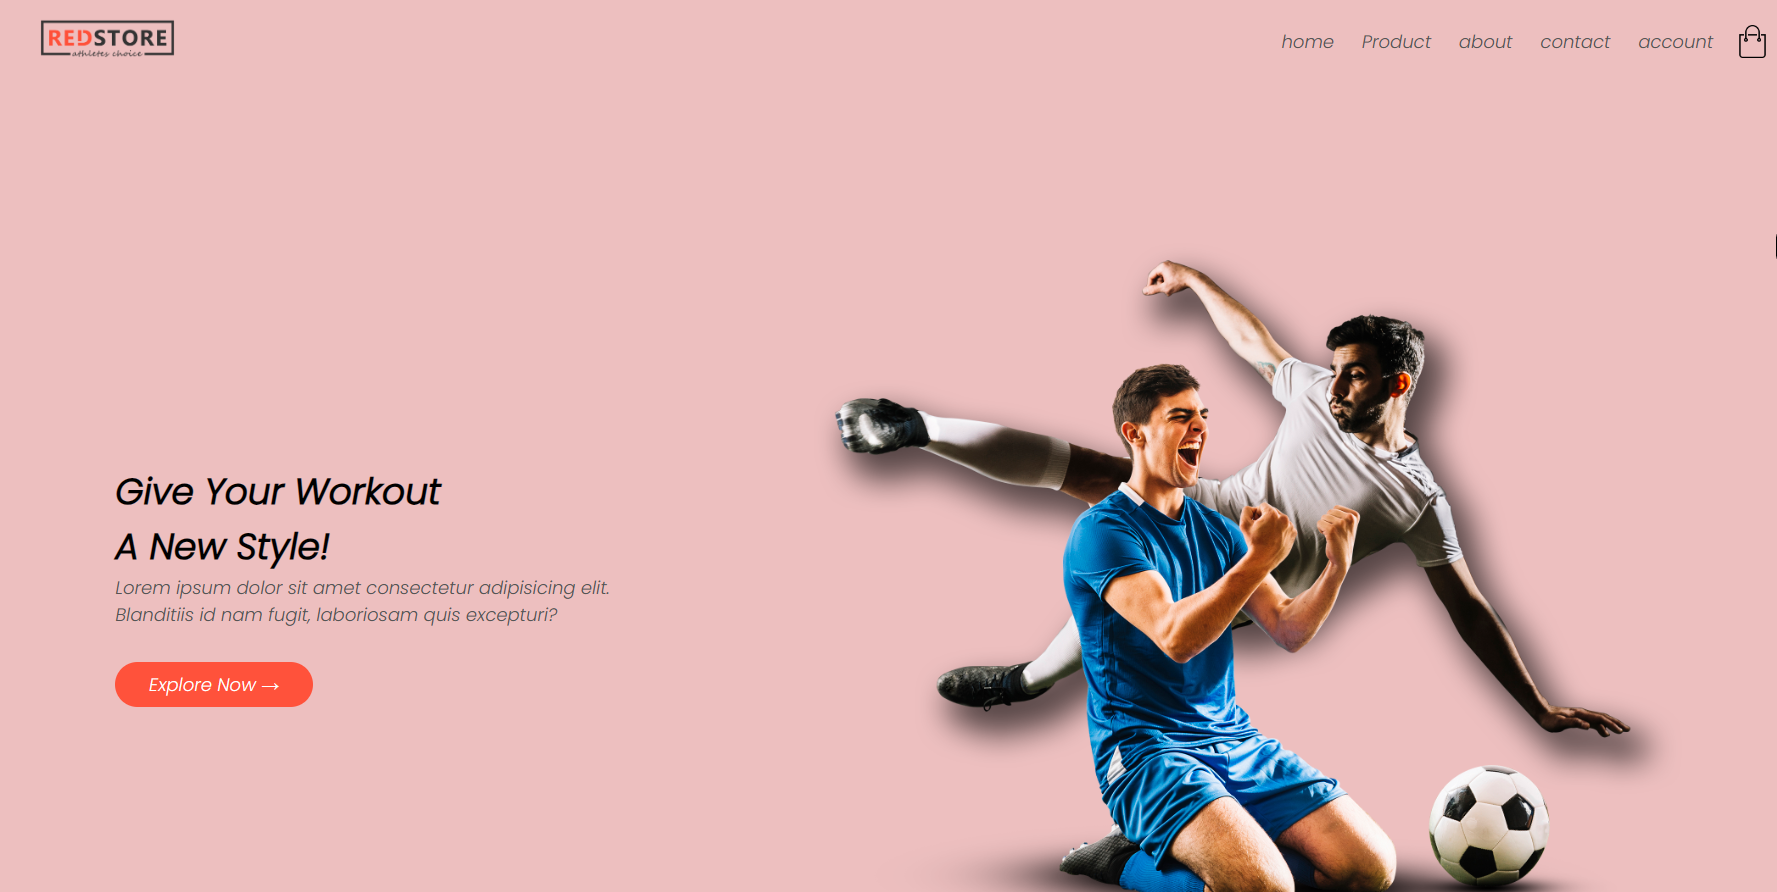 REDSTORE
athletes choice
home Product about contact account
Give Your Workout
A New Style!
Lorem ipsum dolor sit amet consectetur adipisicing elit.
Blanditiis id nam fugit, laboriosam quis excepturi?
Explore Now →